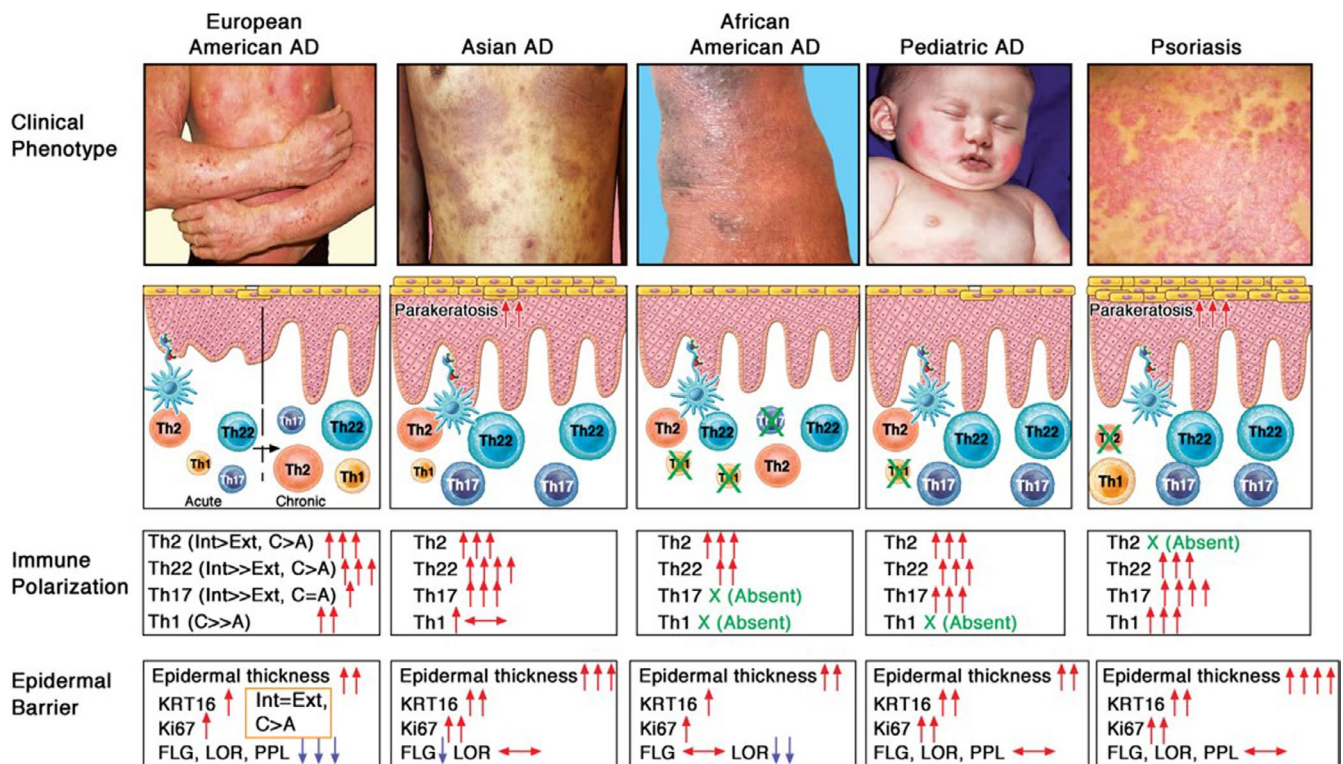 European
American AD
Asian AD
African
American AD
Pediatric AD
Psoriasis
Clinical
Phenotype
Parakeratosis ↑↑
Parakeratosis ↑↑↑
Th2
Th22
Th1
Th17
Acute
Th17
Th22
Th2
Th1
Chronic
Th2
Th22
Th22
Th1
Th17
Th17
Th2
Th22
Th17
Th22
Th1
Th1
Th2
Th2
Th22
Th22
Th1
Th17
Th17
Th2
Th22
Th22
Th1
Th17
Th17
Immune
Polarization
Th2 (Int>Ext, C>A) ↑↑↑
Th22 (Int>>Ext, C>A) ↑↑↑
Th17 (Int>>Ext, C=A) ↑
Th1 (C>>A) ↑↑
Th2 ↑↑↑
Th22 ↑↑↑↑
Th17 ↑↑↑
Th1 ↑ ↔
Th2 ↑↑↑
Th22 ↑↑
Th17 X (Absent)
Th1 X (Absent)
Th2 ↑↑↑
Th22 ↑↑↑
Th17 ↑↑↑
Th1 X (Absent)
Th2 X (Absent)
Th22 ↑↑↑
Th17 ↑↑↑↑
Th1 ↑↑↑
Epidermal
Barrier
Epidermal thickness ↑↑
KRT16 ↑
Ki67 ↑
Int=Ext,
C>A
FLG, LOR, PPL ↓↓↓
Epidermal thickness ↑↑↑
KRT16 ↑↑
Ki67 ↑↑
FLG ↓ LOR ↔
Epidermal thickness ↑↑
KRT16 ↑
Ki67 ↑
FLG ↔ LOR ↓↓
Epidermal thickness ↑↑
KRT16 ↑↑
Ki67 ↑↑
FLG, LOR, PPL ↔
Epidermal thickness ↑↑↑↑
KRT16 ↑↑
Ki67 ↑↑
FLG, LOR, PPL ↔